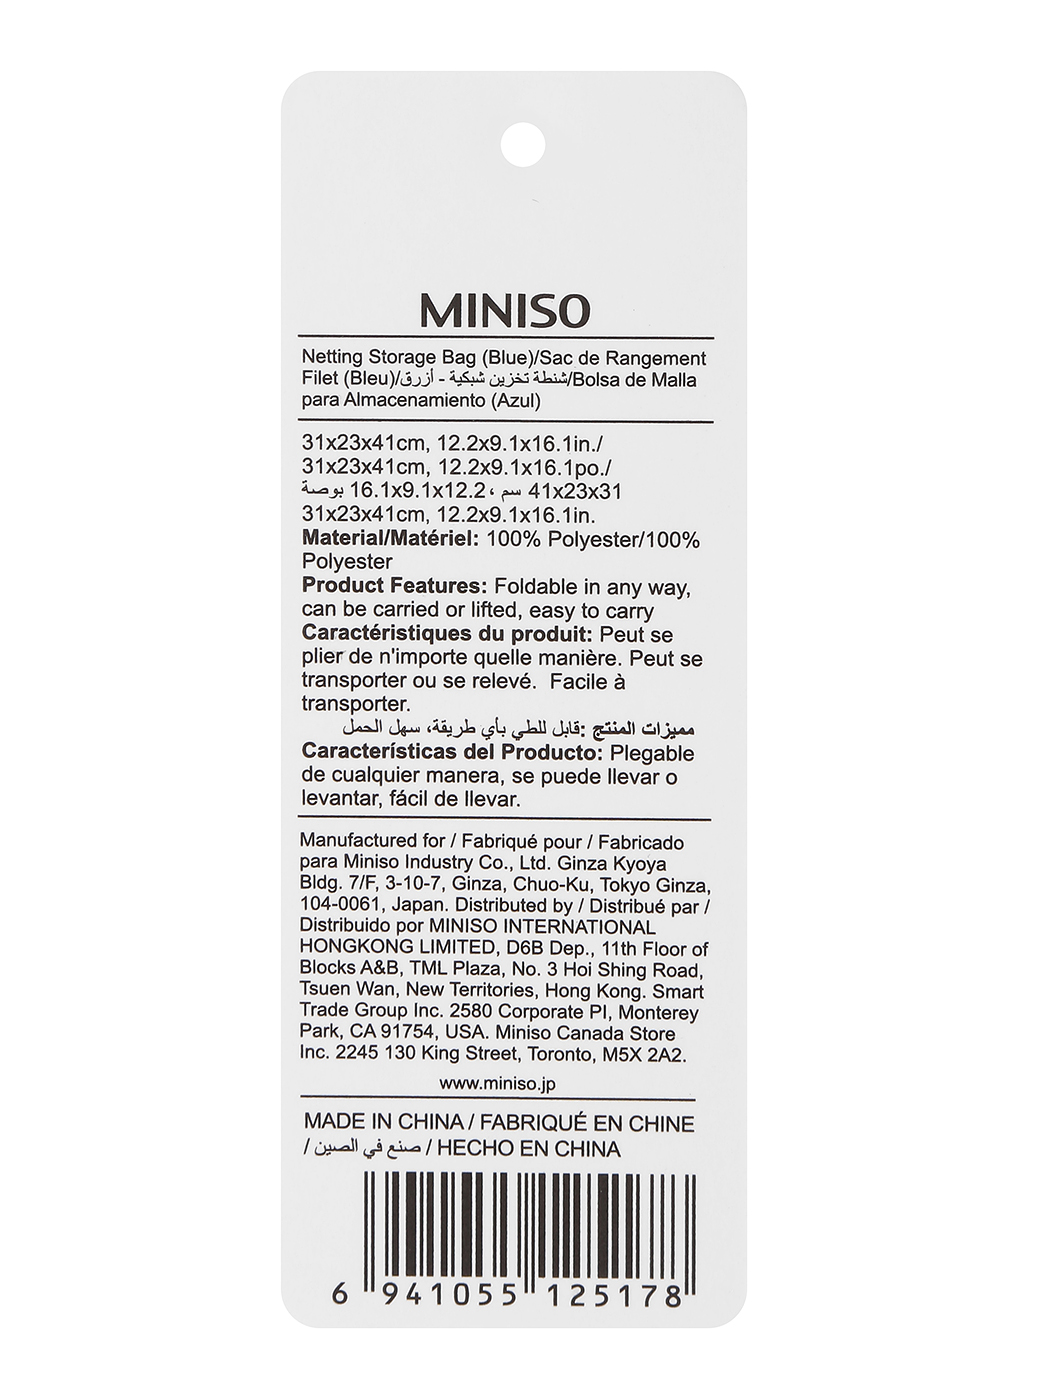 MINISO
Netting Storage Bag (Blue)/Sac de Rangement
Filet (Bleu)/شنطة تخزين شبكية - أزرق/Bolsa de Malla
para Almacenamiento (Azul)
31x23x41cm, 12.2x9.1x16.1in./
31x23x41cm, 12.2x9.1x16.1po./
41x23x31 سم ، 16.1x9.1x12.2 بوصة
31x23x41cm, 12.2x9.1x16.1in.
Material/Matériel: 100% Polyester/100%
Polyester
Product Features: Foldable in any way,
can be carried or lifted, easy to carry
Caractéristiques du produit: Peut se
plier de n'importe quelle manière. Peut se
transporter ou se relevé. Facile à
transporter.
مميزات المنتج :قابل للطي بأي طريقة، سهل الحمل
Características del Producto: Plegable
de cualquier manera, se puede llevar o
levantar, fácil de llevar.
Manufactured for / Fabriqué pour / Fabricado
para Miniso Industry Co., Ltd. Ginza Kyoya
Bldg. 7/F, 3-10-7, Ginza, Chuo-Ku, Tokyo Ginza,
104-0061, Japan. Distributed by / Distribué par /
Distribuido por MINISO INTERNATIONAL
HONGKONG LIMITED, D6B Dep., 11th Floor of
Blocks A&B, TML Plaza, No. 3 Hoi Shing Road,
Tsuen Wan, New Territories, Hong Kong. Smart
Trade Group Inc. 2580 Corporate Pl, Monterey
Park, CA 91754, USA. Miniso Canada Store
Inc. 2245 130 King Street, Toronto, M5X 2A2.
www.miniso.jp
MADE IN CHINA / FABRIQUÉ EN CHINE
/ صنع في الصين / HECHO EN CHINA
6 941055 125178